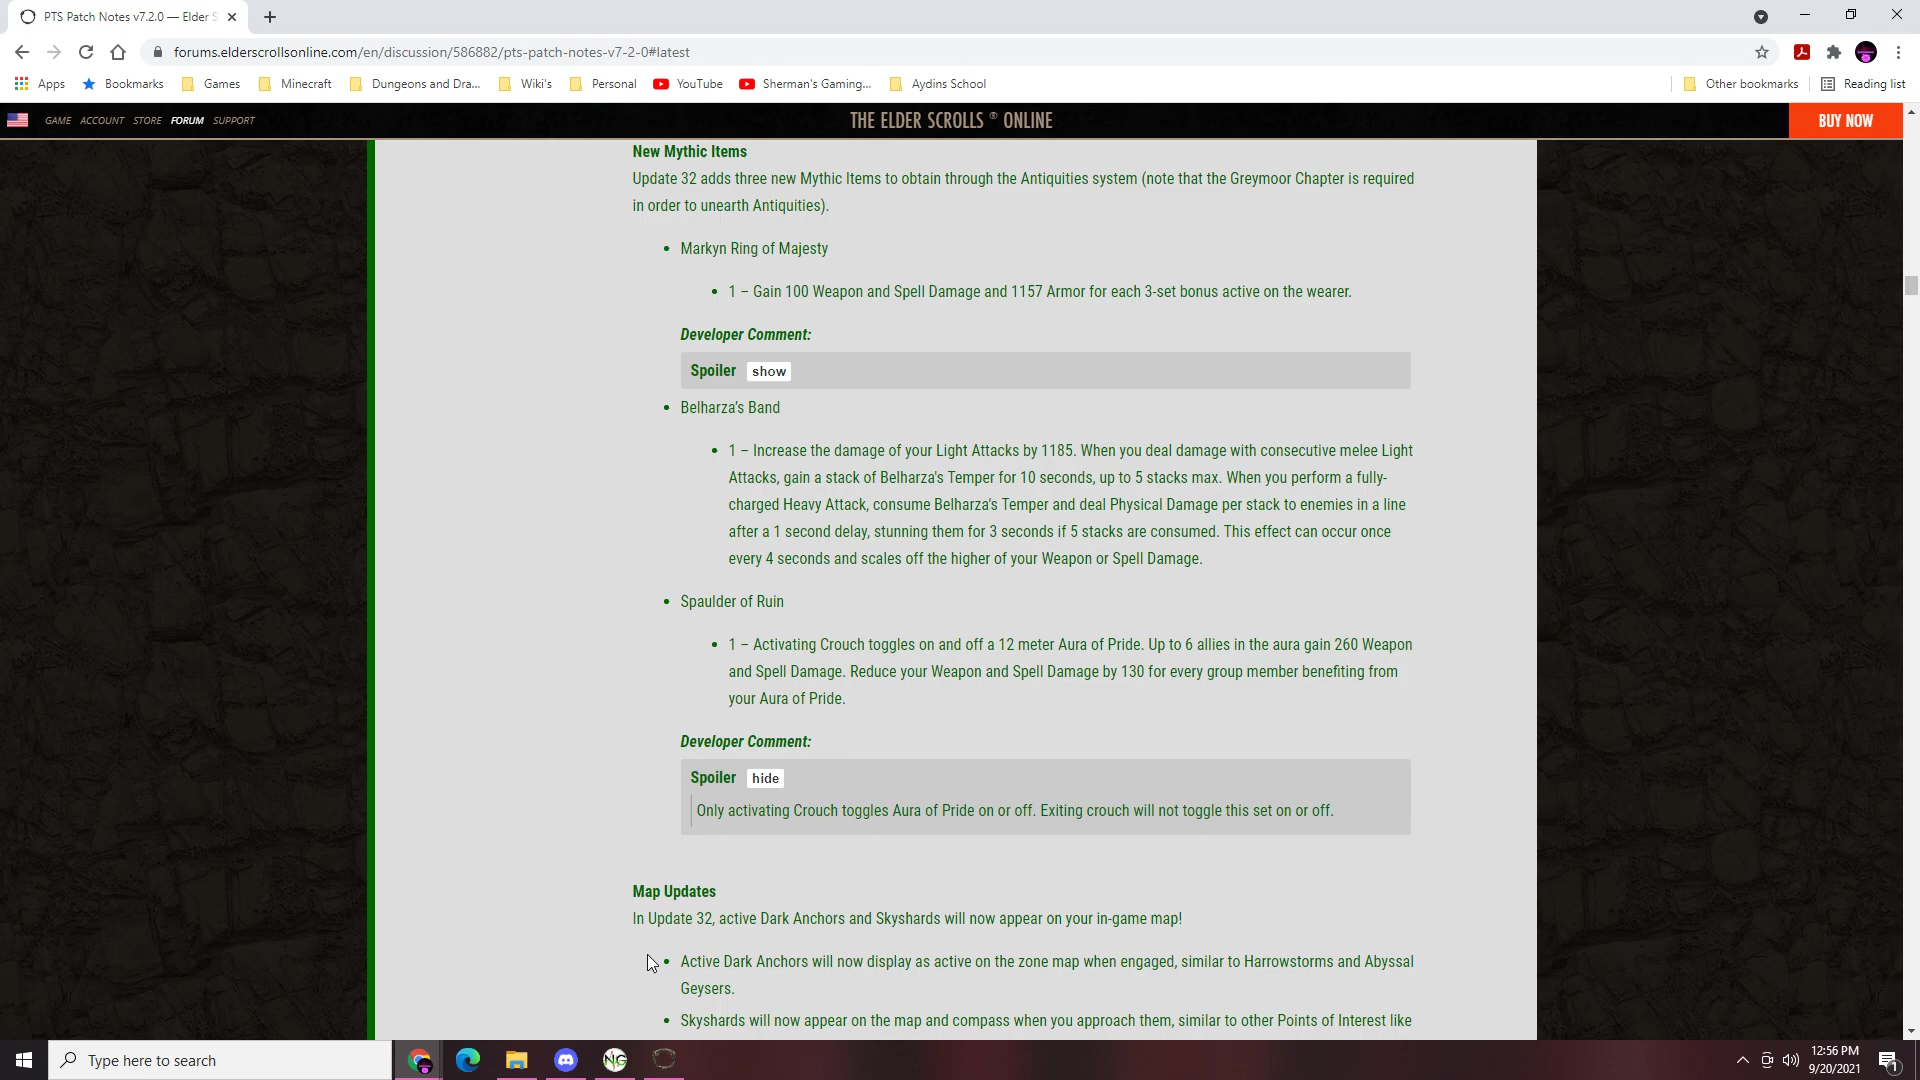 PTS Patch Notes v7.2.0 — Elder S
forums.elderscrollsonline.com/en/discussion/586882/pts-patch-notes-v7-2-0#latest
Apps Bookmarks Games Minecraft Dungeons and Dra... Wiki's Personal YouTube Sherman's Gaming... Aydins School Other bookmarks Reading list
GAME ACCOUNT STORE FORUM SUPPORT THE ELDER SCROLLS ® ONLINE BUY NOW
New Mythic Items
Update 32 adds three new Mythic Items to obtain through the Antiquities system (note that the Greymoor Chapter is required
in order to unearth Antiquities).
• Markyn Ring of Majesty
• 1 – Gain 100 Weapon and Spell Damage and 1157 Armor for each 3-set bonus active on the wearer.
Developer Comment:
Spoiler show
• Belharza's Band
• 1 – Increase the damage of your Light Attacks by 1185. When you deal damage with consecutive melee Light
Attacks, gain a stack of Belharza's Temper for 10 seconds, up to 5 stacks max. When you perform a fully-
charged Heavy Attack, consume Belharza's Temper and deal Physical Damage per stack to enemies in a line
after a 1 second delay, stunning them for 3 seconds if 5 stacks are consumed. This effect can occur once
every 4 seconds and scales off the higher of your Weapon or Spell Damage.
• Spaulder of Ruin
• 1 – Activating Crouch toggles on and off a 12 meter Aura of Pride. Up to 6 allies in the aura gain 260 Weapon
and Spell Damage. Reduce your Weapon and Spell Damage by 130 for every group member benefiting from
your Aura of Pride.
Developer Comment:
Spoiler hide
Only activating Crouch toggles Aura of Pride on or off. Exiting crouch will not toggle this set on or off.
Map Updates
In Update 32, active Dark Anchors and Skyshards will now appear on your in-game map!
• Active Dark Anchors will now display as active on the zone map when engaged, similar to Harrowstorms and Abyssal
Geysers.
• Skyshards will now appear on the map and compass when you approach them, similar to other Points of Interest like
Type here to search NG 12:56 PM
9/20/2021 1